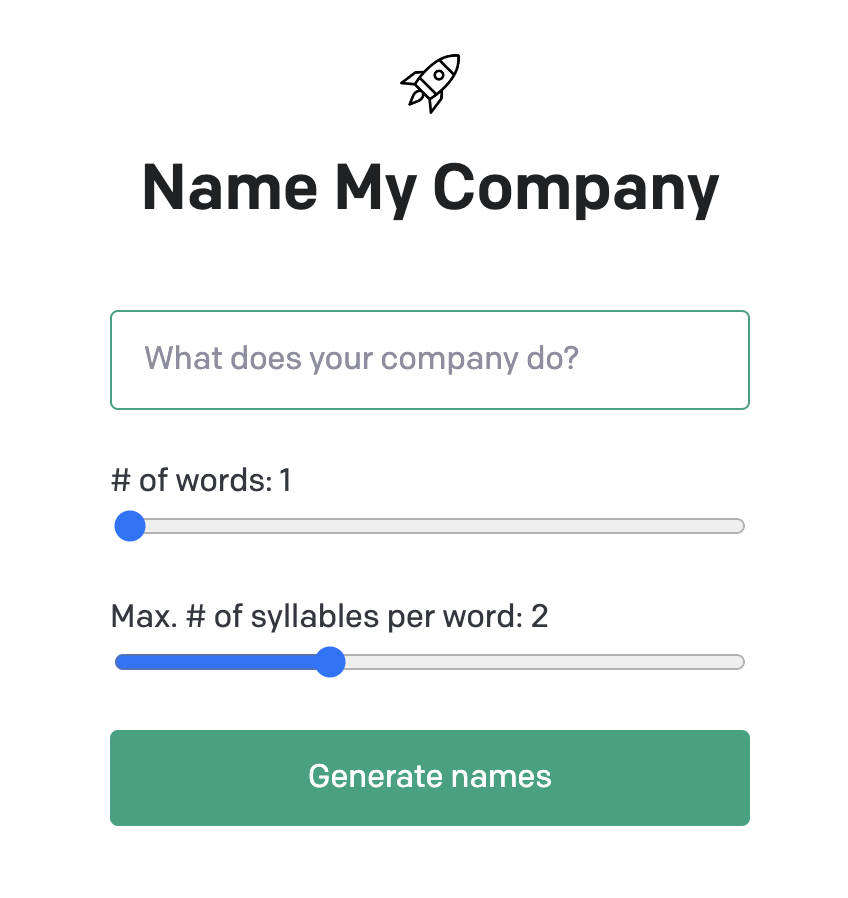 Name My Company
What does your company do?
# of words: 1
Max. # of syllables per word: 2
Generate names